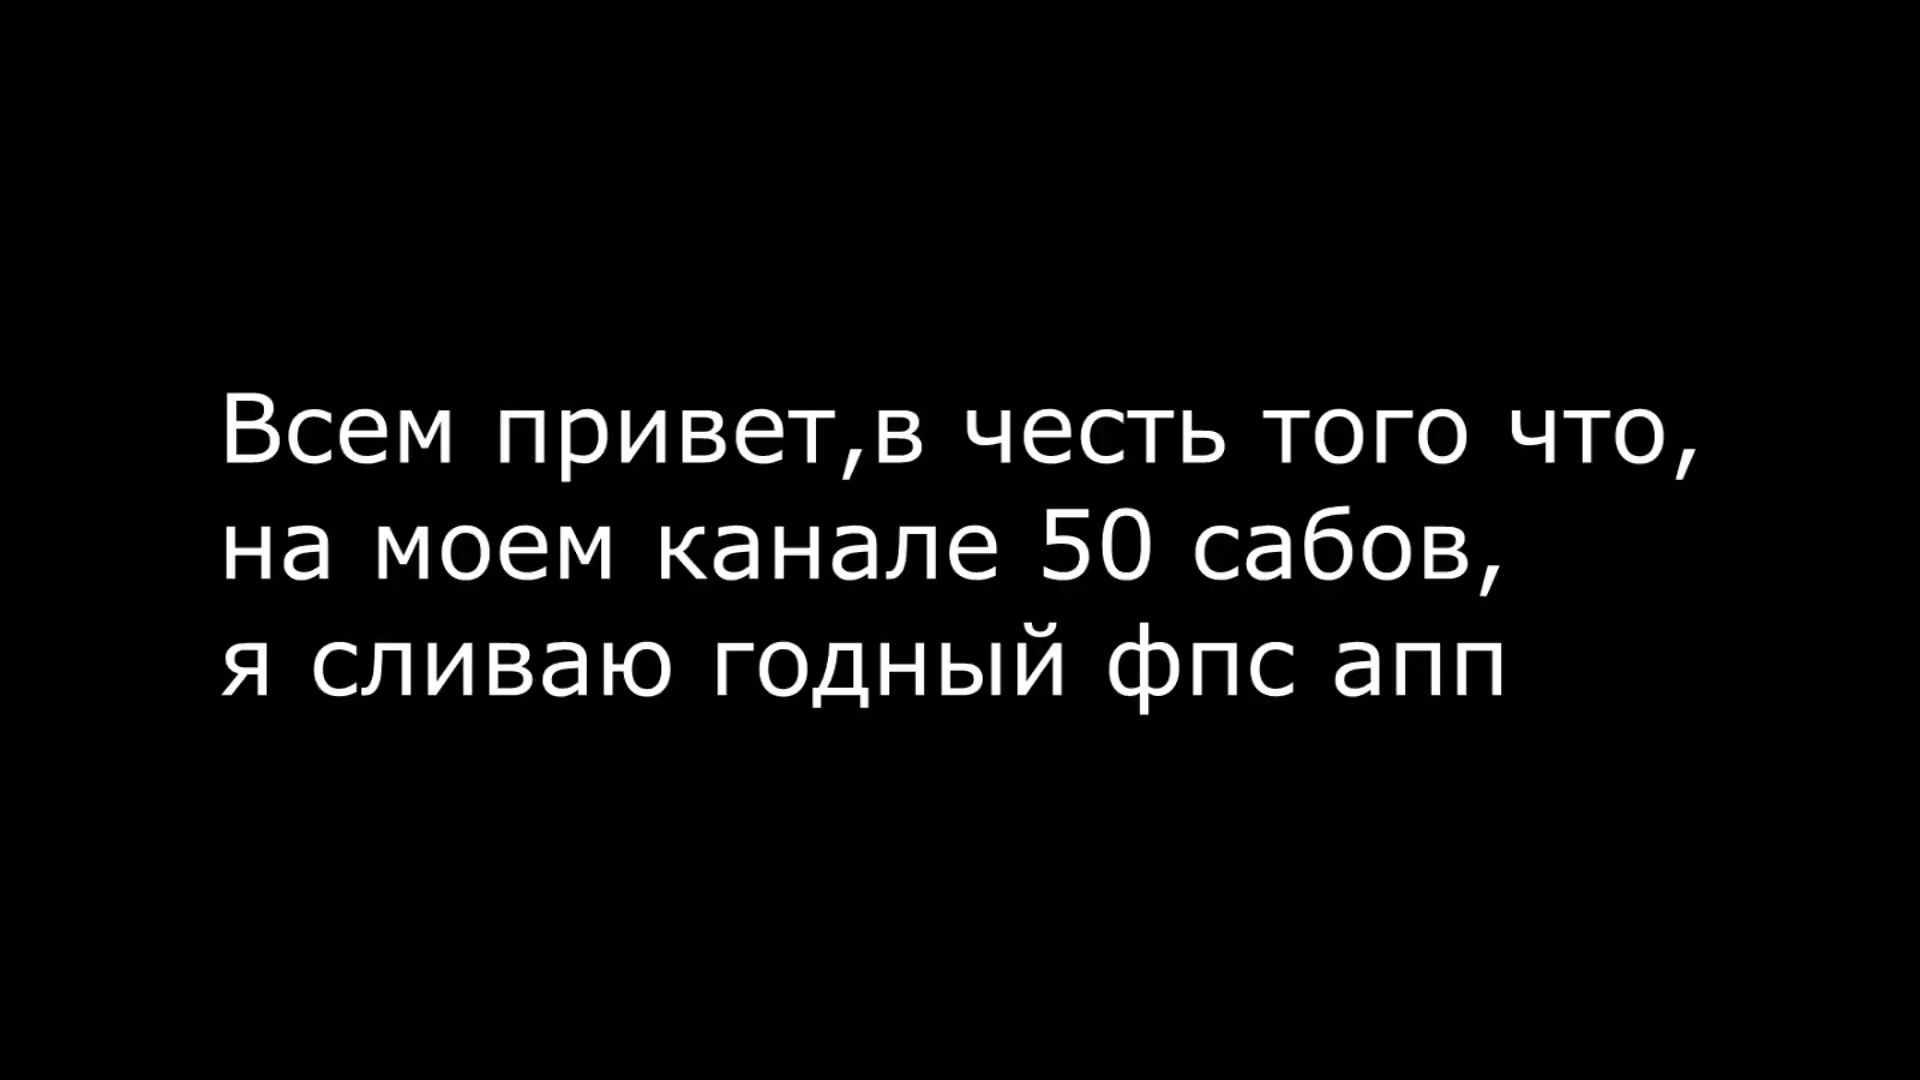 Всем привет,в честь того что,
на моем канале 50 сабов,
я сливаю годный фпс апп